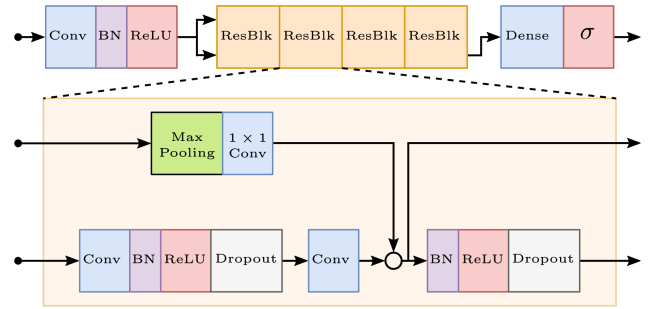 Conv BN ReLU ResBlk ResBlk ResBlk ResBlk Dense σ
Max
Pooling
1 × 1
Conv
Conv BN ReLU Dropout Conv BN ReLU Dropout